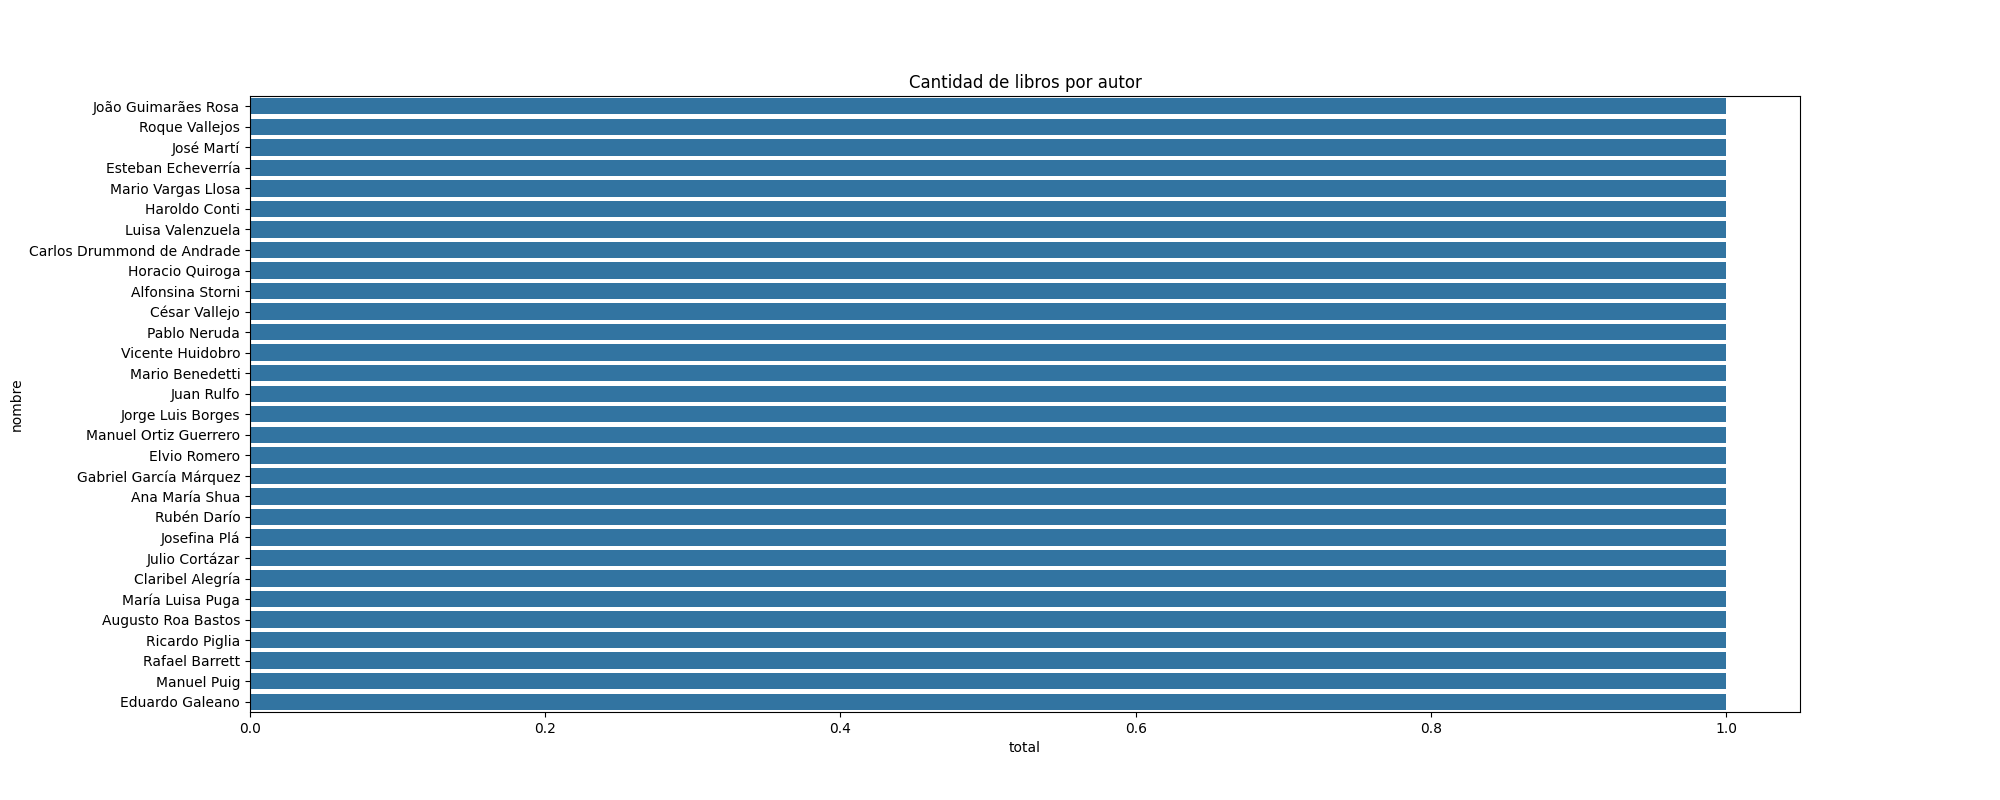 Cantidad de libros por autor
nombre
João Guimarães Rosa
Roque Vallejos
José Martí
Esteban Echeverría
Mario Vargas Llosa
Haroldo Conti
Luisa Valenzuela
Carlos Drummond de Andrade
Horacio Quiroga
Alfonsina Storni
César Vallejo
Pablo Neruda
Vicente Huidobro
Mario Benedetti
Juan Rulfo
Jorge Luis Borges
Manuel Ortiz Guerrero
Elvio Romero
Gabriel García Márquez
Ana María Shua
Rubén Darío
Josefina Plá
Julio Cortázar
Claribel Alegría
María Luisa Puga
Augusto Roa Bastos
Ricardo Piglia
Rafael Barrett
Manuel Puig
Eduardo Galeano
0.0 0.2 0.4 0.6 0.8 1.0
total